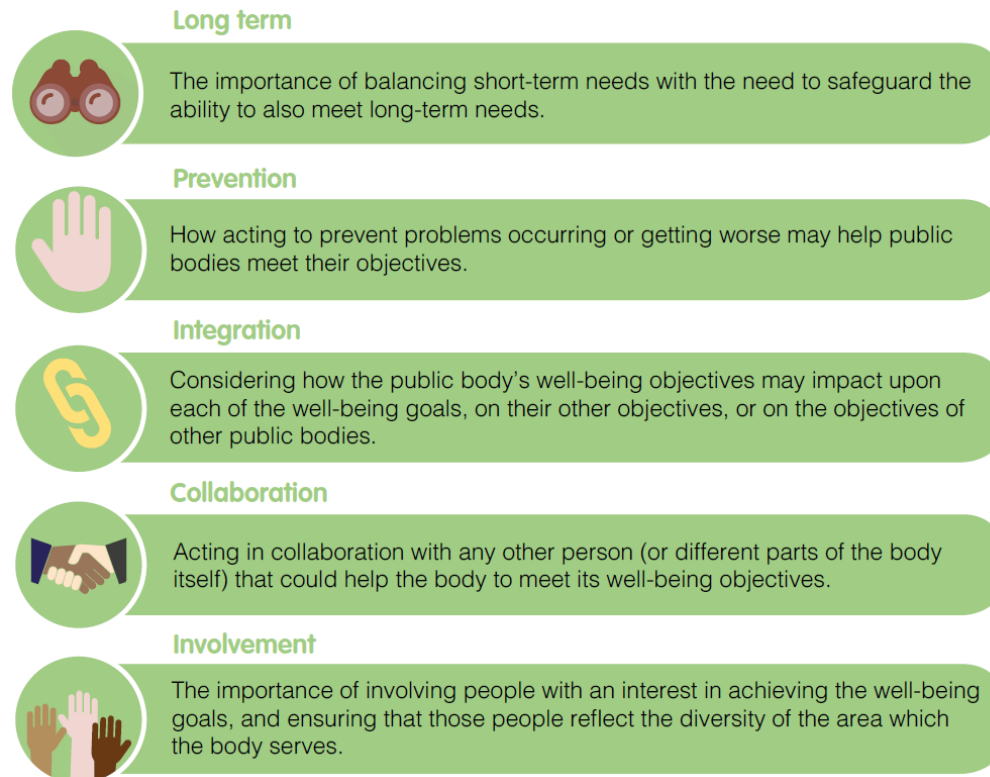 Long term
The importance of balancing short-term needs with the need to safeguard the
ability to also meet long-term needs.
Prevention
How acting to prevent problems occurring or getting worse may help public
bodies meet their objectives.
Integration
Considering how the public body’s well-being objectives may impact upon
each of the well-being goals, on their other objectives, or on the objectives of
other public bodies.
Collaboration
Acting in collaboration with any other person (or different parts of the body
itself) that could help the body to meet its well-being objectives.
Involvement
The importance of involving people with an interest in achieving the well-being
goals, and ensuring that those people reflect the diversity of the area which
the body serves.